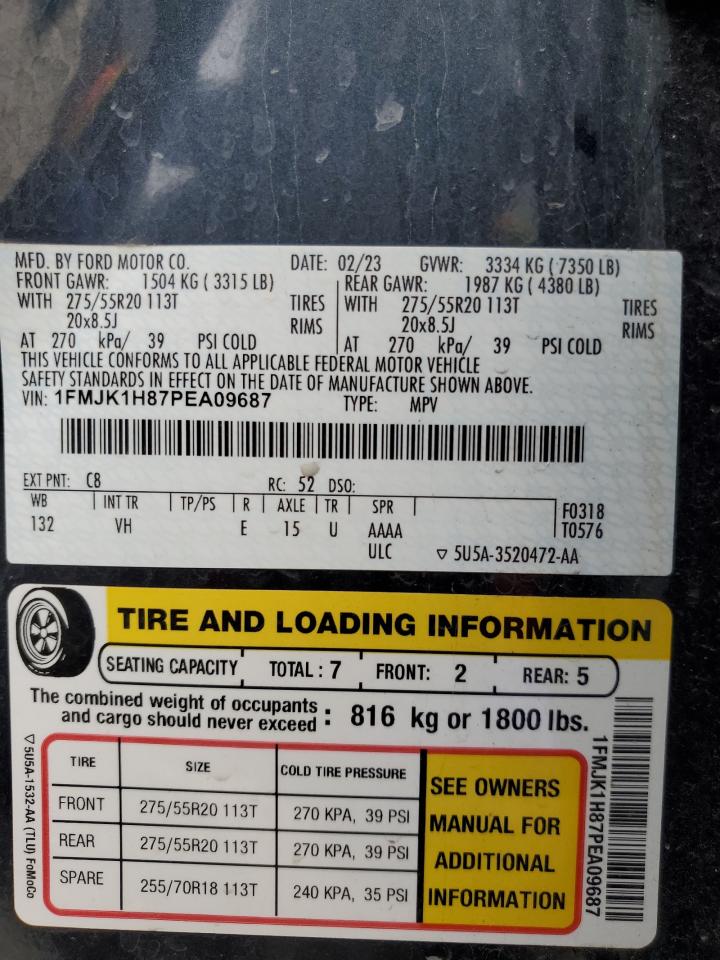 MFD. BY FORD MOTOR CO. DATE: 02/23 GVWR: 3334 KG ( 7350 LB)
FRONT GAWR: 1504 KG ( 3315 LB) REAR GAWR: 1987 KG ( 4380 LB)
WITH 275/55R20 113T TIRES WITH 275/55R20 113T TIRES
20x8.5J RIMS 20x8.5J RIMS
AT 270 kPa/ 39 PSI COLD AT 270 kPa/ 39 PSI COLD
THIS VEHICLE CONFORMS TO ALL APPLICABLE FEDERAL MOTOR VEHICLE
SAFETY STANDARDS IN EFFECT ON THE DATE OF MANUFACTURE SHOWN ABOVE.
VIN: 1FMJK1H87PEA09687 TYPE: MPV
EXT PNT: C8 RC: 52 DSO:
WB INT TR TP/PS R AXLE TR SPR F0318
132 VH E 15 U AAAA T0576
ULC ▽ 5U5A-3520472-AA
TIRE AND LOADING INFORMATION
SEATING CAPACITY TOTAL : 7 FRONT: 2 REAR: 5
The combined weight of occupants
and cargo should never exceed : 816 kg or 1800 lbs.
TIRE SIZE COLD TIRE PRESSURE
FRONT 275/55R20 113T 270 KPA, 39 PSI
REAR 275/55R20 113T 270 KPA, 39 PSI
SPARE 255/70R18 113T 240 KPA, 35 PSI
SEE OWNERS
MANUAL FOR
ADDITIONAL
INFORMATION
▽5U5A-1532-AA (TLU) FoMoCo
1FMJK1H87PEA09687